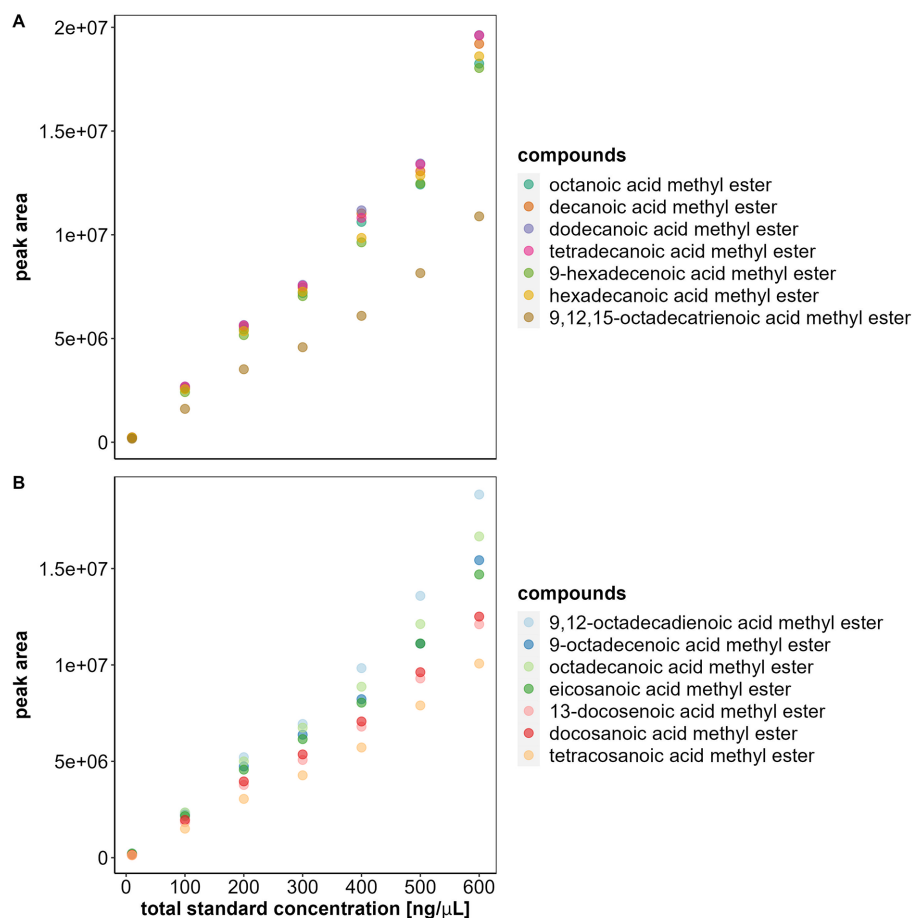 A
2e+07
1.5e+07
1e+07
5e+06
0
peak area
compounds
octanoic acid methyl ester
decanoic acid methyl ester
dodecanoic acid methyl ester
tetradecanoic acid methyl ester
9-hexadecenoic acid methyl ester
hexadecanoic acid methyl ester
9,12,15-octadecatrienoic acid methyl ester
B
1.5e+07
1e+07
5e+06
0
peak area
0 100 200 300 400 500 600
total standard concentration [ng/μL]
compounds
9,12-octadecadienoic acid methyl ester
9-octadecenoic acid methyl ester
octadecanoic acid methyl ester
eicosanoic acid methyl ester
13-docosenoic acid methyl ester
docosanoic acid methyl ester
tetracosanoic acid methyl ester